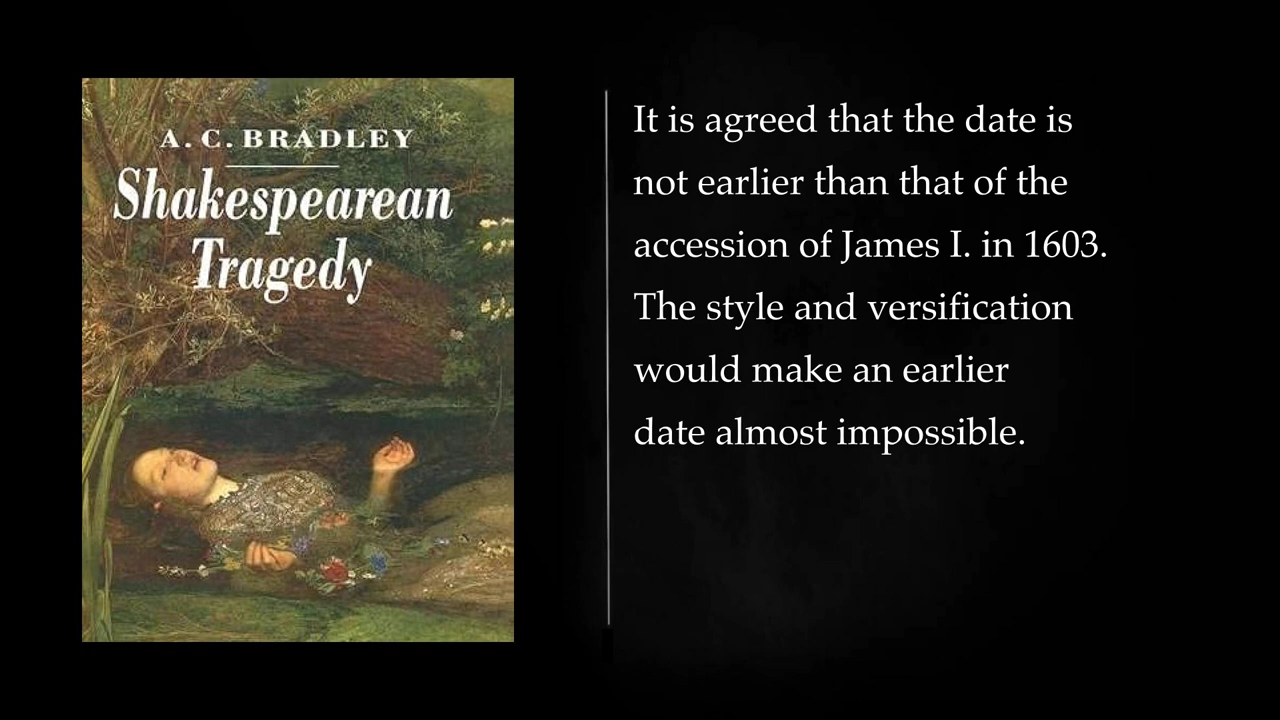 A. C. BRADLEY
Shakespearean
Tragedy
It is agreed that the date is
not earlier than that of the
accession of James I. in 1603.
The style and versification
would make an earlier
date almost impossible.